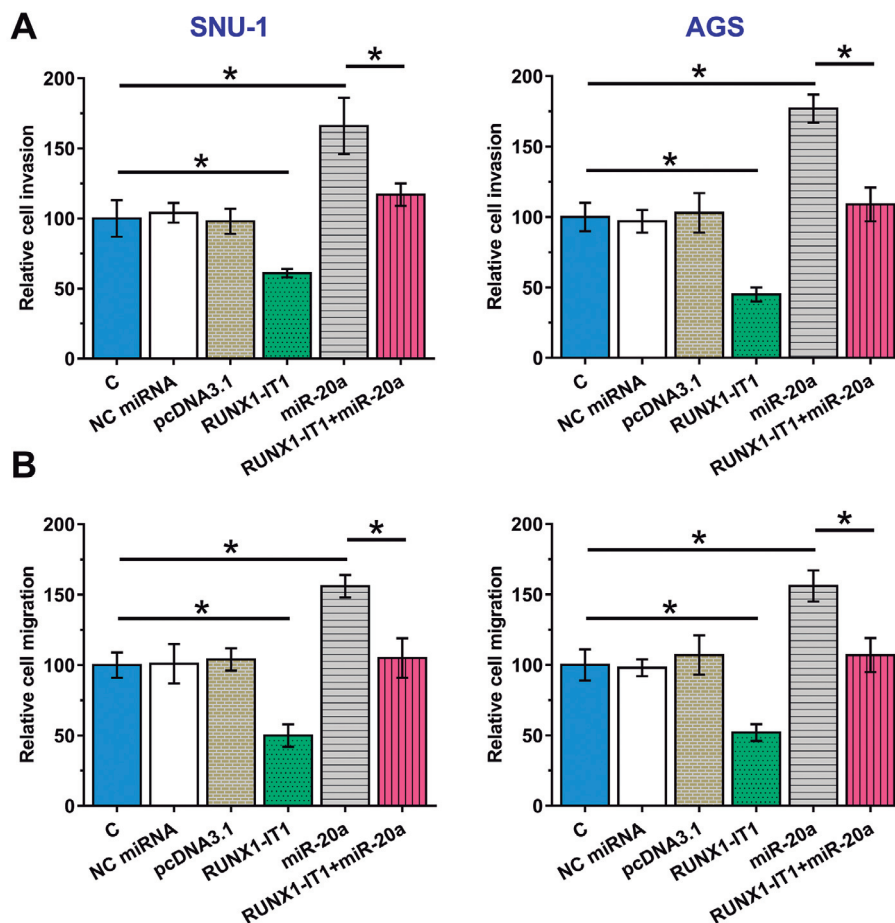 A
SNU-1
AGS
Relative cell invasion
200
150
100
50
0
*
*
*
C
NC miRNA
pcDNA3.1
RUNX1-IT1
miR-20a
RUNX1-IT1+miR-20a
Relative cell invasion
200
150
100
50
0
*
*
*
C
NC miRNA
pcDNA3.1
RUNX1-IT1
miR-20a
RUNX1-IT1+miR-20a
B
Relative cell migration
200
150
100
50
0
*
*
*
C
NC miRNA
pcDNA3.1
RUNX1-IT1
miR-20a
RUNX1-IT1+miR-20a
Relative cell migration
200
150
100
50
0
*
*
*
C
NC miRNA
pcDNA3.1
RUNX1-IT1
miR-20a
RUNX1-IT1+miR-20a